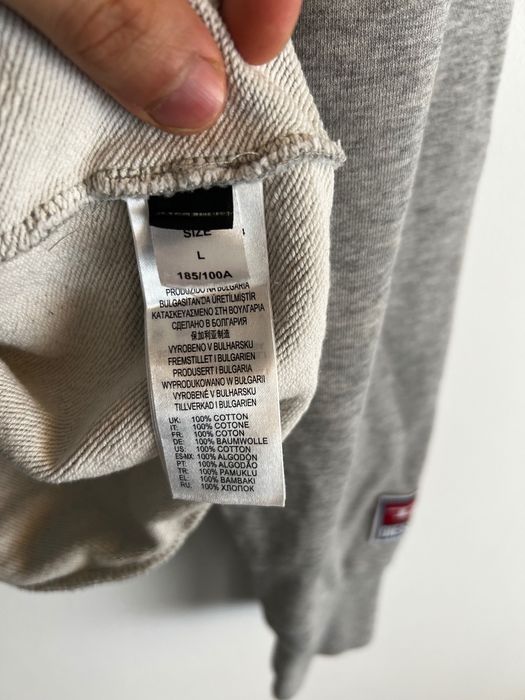 SIZE
L
185/100A
PRODUZIDO NA BULGÁRIA
BULGASİTAN'DA ÜRETİLMİŞTİR
ΚΑΤΑΣΚΕΥΑΣΜΕΝΟ ΣΤΗ ΒΟΥΛΓΑΡΙΑ
СДЕЛАНО В БОЛГАРИИ
保加利亚制造
VYROBENO V BULHARSKU
FREMSTILLET I BULGARIEN
PRODUSERT I BULGARIA
WYPRODUKOWANO W BUŁGARII
VYROBENÉ V BULHARSKU
TILLVERKAD I BULGARIEN
UK: 100% COTTON
IT: 100% COTONE
FR: 100% COTON
DE: 100% BAUMWOLLE
US: 100% COTTON
ES-MX: 100% ALGODÓN
PT: 100% ALGODÃO
TR: 100% PAMUKLU
EL: 100% ΒΑΜΒΑΚΙ
RU: 100% ХЛОПОК